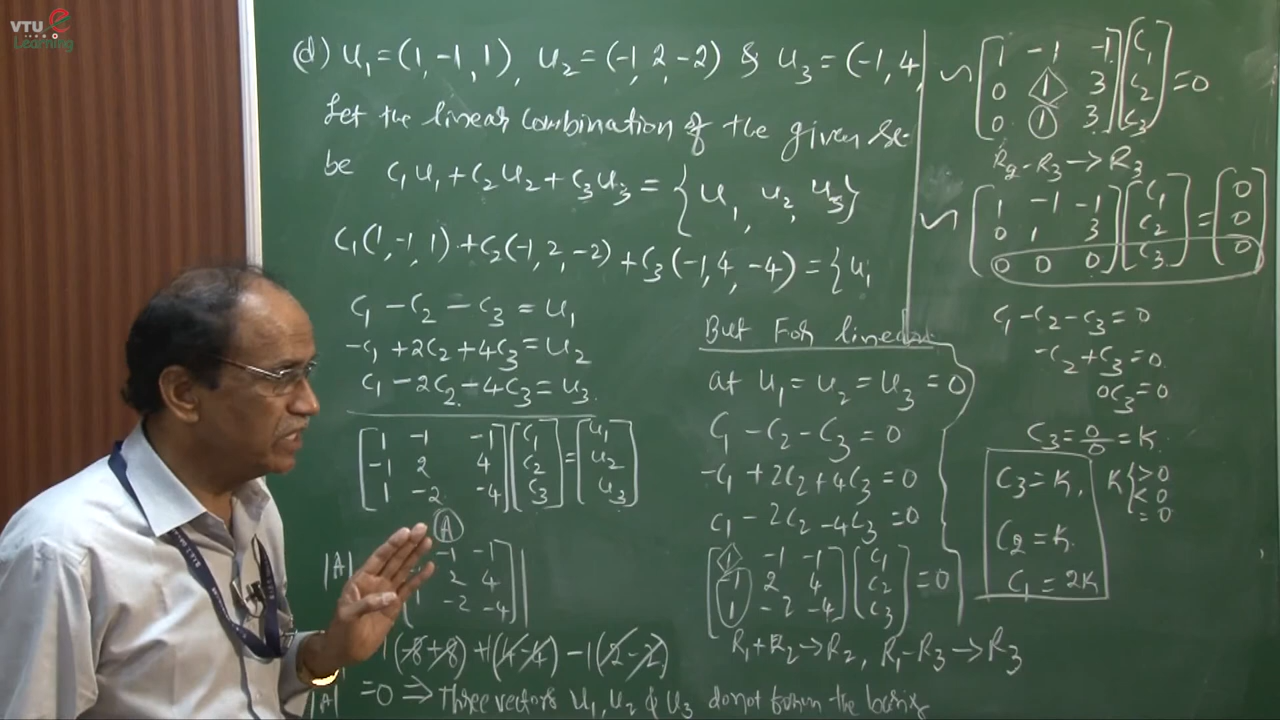 VTU e
Learning
(d) U₁ = (1, -1, 1), U₂ = (-1, 2, -2) & U₃ = (-1, 4,
Let the linear combination of the given se
be C₁U₁ + C₂U₂ + C₃U₃ = {U₁, U₂, U₃}
C₁(1, -1, 1) + C₂(-1, 2, -2) + C₃(-1, 4, -4) = {U₁
C₁ - C₂ - C₃ = U₁
-C₁ + 2C₂ + 4C₃ = U₂
C₁ - 2C₂ - 4C₃ = U₃
[1 -1 -1] [C₁] [U₁]
[-1 2 4] [C₂] = [U₂]
[1 -2 -4] [C₃] [U₃]
A
-1 -1
|A| 2 4
-2 -4
1(-8+8) +1(4-4) -1(2-2)
|A| = 0 ⇒ Three vectors U₁, U₂ & U₃ do not form the basis
But For linear
at U₁ = U₂ = U₃ = 0
C₁ - C₂ - C₃ = 0
-C₁ + 2C₂ + 4C₃ = 0
C₁ - 2C₂ - 4C₃ = 0
[1 -1 -1] [C₁]
[-1 2 4] [C₂] = 0
[1 -2 -4] [C₃]
R₁+R₂→R₂, R₁-R₃→R₃
~ [1 -1 -1] [C₁]
[0 1 3] [C₂] = 0
[0 1 3] [C₃]
R₂-R₃→R₃
~ [1 -1 -1] [C₁] [0]
[0 1 3] [C₂] = [0]
[0 0 0] [C₃] [0]
C₁ - C₂ - C₃ = 0
-C₂ + C₃ = 0
0C₃ = 0
C₃ = 0/0 = K
C₃ = K, K { > 0
< 0
= 0
C₂ = K
C₁ = 2K